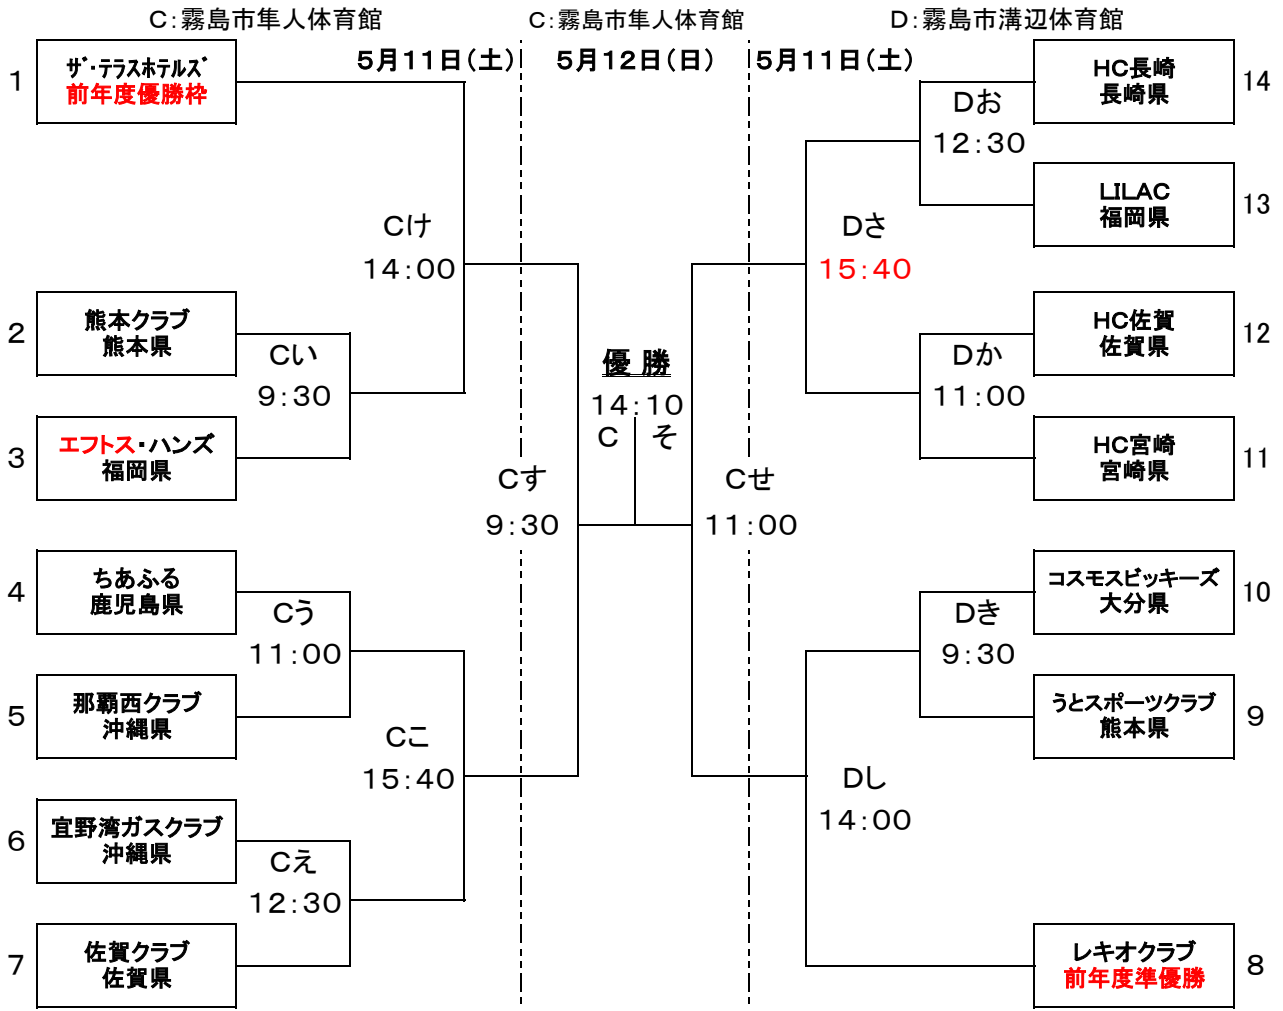 C：霧島市隼人体育館
C：霧島市隼人体育館
D：霧島市溝辺体育館
5月11日（土）
5月12日（日）
5月11日（土）
1
ザ・テラスホテルズ
前年度優勝枠
2
熊本クラブ
熊本県
3
エフトス・ハンズ
福岡県
4
ちあふる
鹿児島県
5
那覇西クラブ
沖縄県
6
宜野湾ガスクラブ
沖縄県
7
佐賀クラブ
佐賀県
Cい
9:30
Cう
11:00
Cえ
12:30
Cけ
14:00
Cこ
15:40
Cす
9:30
優 勝
14:10
C そ
Cせ
11:00
Dさ
15:40
Dし
14:00
Dお
12:30
Dか
11:00
Dき
9:30
HC長崎
長崎県
14
LILAC
福岡県
13
HC佐賀
佐賀県
12
HC宮崎
宮崎県
11
コスモスビッキーズ
大分県
10
うとスポーツクラブ
熊本県
9
レキオクラブ
前年度準優勝
8